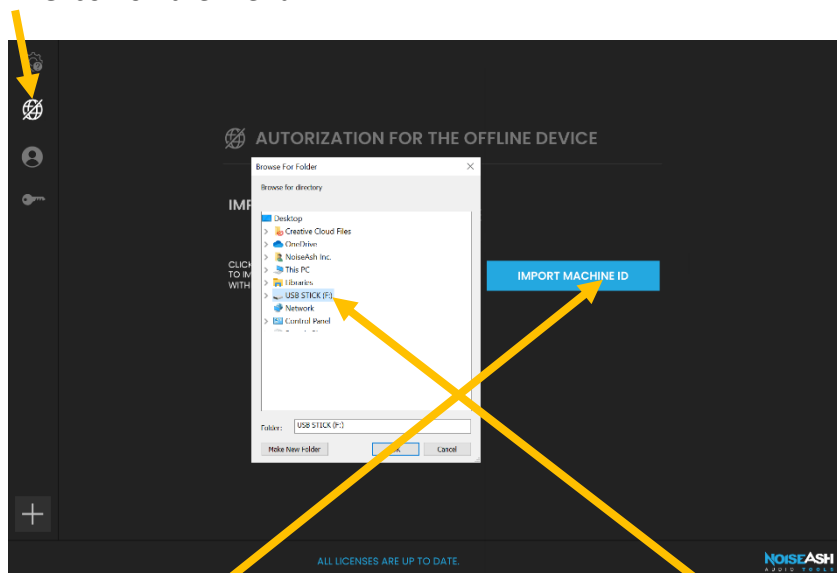 AUTORIZATION FOR THE OFFLINE DEVICE
Browse For Folder
Browse for directory
IMP
Desktop
Creative Cloud Files
OneDrive
NoiseAsh Inc.
This PC
Libraries
USB STICK (F:)
Network
Control Panel
CLICK
TO IM
WITH
IMPORT MACHINE ID
Folder: USB STICK (F:)
Make New Folder
Cancel
ALL LICENSES ARE UP TO DATE.
NOISEASH
AUDIO TOOLS